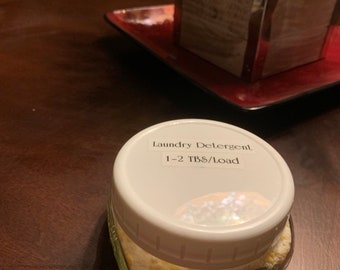 Laundry Detergent
1-2 TBS/Load